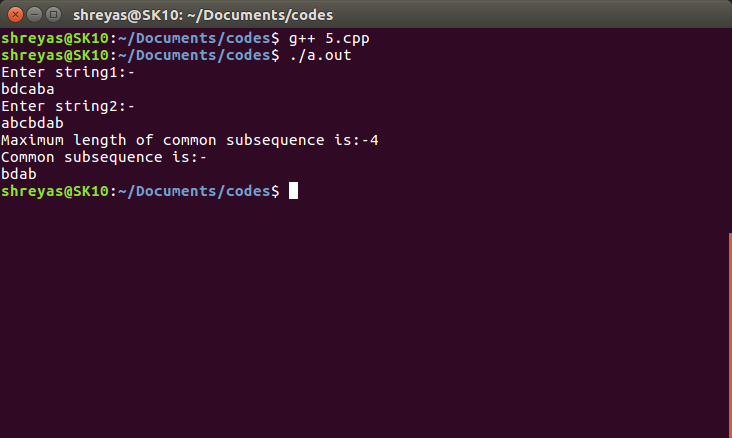 shreyas@SK10: ~/Documents/codes
shreyas@SK10:~/Documents/codes$ g++ 5.cpp
shreyas@SK10:~/Documents/codes$ ./a.out
Enter string1:-
bdcaba
Enter string2:-
abcbdab
Maximum length of common subsequence is:-4
Common subsequence is:-
bdab
shreyas@SK10:~/Documents/codes$